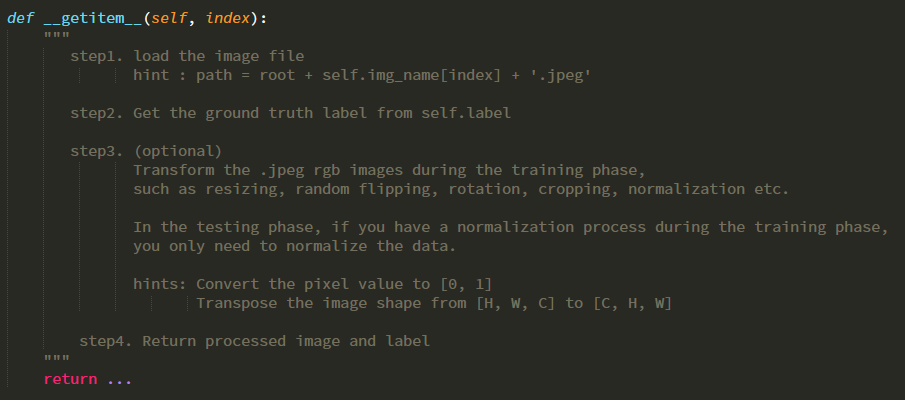 def __getitem__(self, index):
"""
step1. load the image file
hint : path = root + self.img_name[index] + '.jpeg'
step2. Get the ground truth label from self.label
step3. (optional)
Transform the .jpeg rgb images during the training phase,
such as resizing, random flipping, rotation, cropping, normalization etc.
In the testing phase, if you have a normalization process during the training phase,
you only need to normalize the data.
hints: Convert the pixel value to [0, 1]
Transpose the image shape from [H, W, C] to [C, H, W]
step4. Return processed image and label
"""
return ...